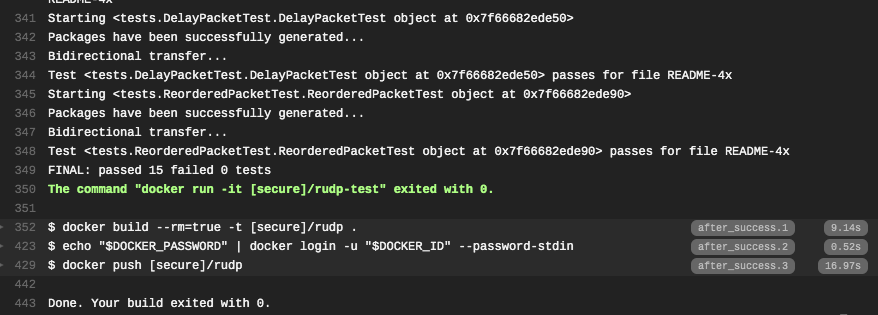 README-4x
341 Starting <tests.DelayPacketTest.DelayPacketTest object at 0x7f66682ede50>
342 Packages have been successfully generated...
343 Bidirectional transfer...
344 Test <tests.DelayPacketTest.DelayPacketTest object at 0x7f66682ede50> passes for file README-4x
345 Starting <tests.ReorderedPacketTest.ReorderedPacketTest object at 0x7f66682ede90>
346 Packages have been successfully generated...
347 Bidirectional transfer...
348 Test <tests.ReorderedPacketTest.ReorderedPacketTest object at 0x7f66682ede90> passes for file README-4x
349 FINAL: passed 15 failed 0 tests
350 The command "docker run -it [secure]/rudp-test" exited with 0.
351
352 $ docker build --rm=true -t [secure]/rudp . after_success.1 9.14s
423 $ echo "$DOCKER_PASSWORD" | docker login -u "$DOCKER_ID" --password-stdin after_success.2 0.52s
429 $ docker push [secure]/rudp after_success.3 16.97s
442
443 Done. Your build exited with 0.